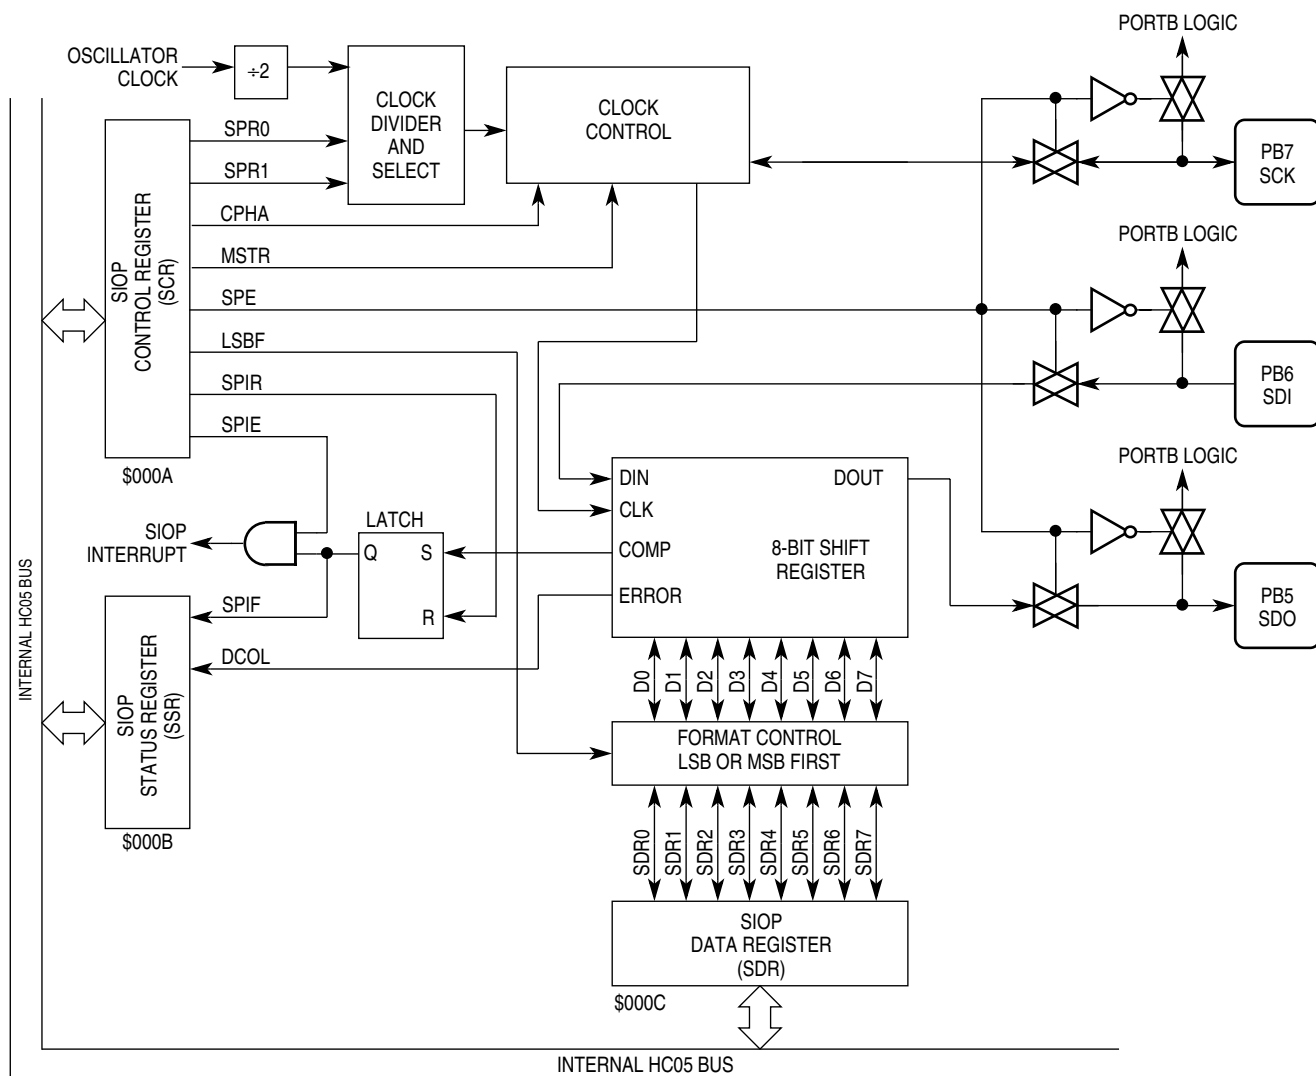 PORTB LOGIC
OSCILLATOR
CLOCK
÷2
CLOCK
DIVIDER
AND
SELECT
CLOCK
CONTROL
PB7
SCK
SIOP
CONTROL REGISTER
(SCR)
SPR0
SPR1
CPHA
MSTR
SPE
LSBF
SPIR
SPIE
$000A
PORTB LOGIC
PB6
SDI
PORTB LOGIC
PB5
SDO
SIOP
INTERRUPT
LATCH
Q
S
R
DIN
CLK
COMP
ERROR
DOUT
8-BIT SHIFT
REGISTER
INTERNAL HC05 BUS
SIOP
STATUS REGISTER
(SSR)
SPIF
DCOL
$000B
D0
D1
D2
D3
D4
D5
D6
D7
FORMAT CONTROL
LSB OR MSB FIRST
SDR0
SDR1
SDR2
SDR3
SDR4
SDR5
SDR6
SDR7
SIOP
DATA REGISTER
(SDR)
$000C
INTERNAL HC05 BUS